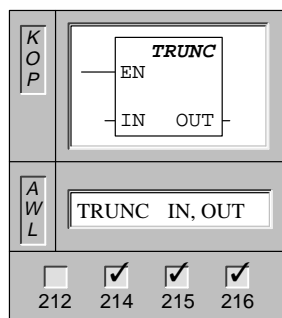 K
O
P
TRUNC
EN
IN OUT
A
W
L
TRUNC IN, OUT
212 214 215 216